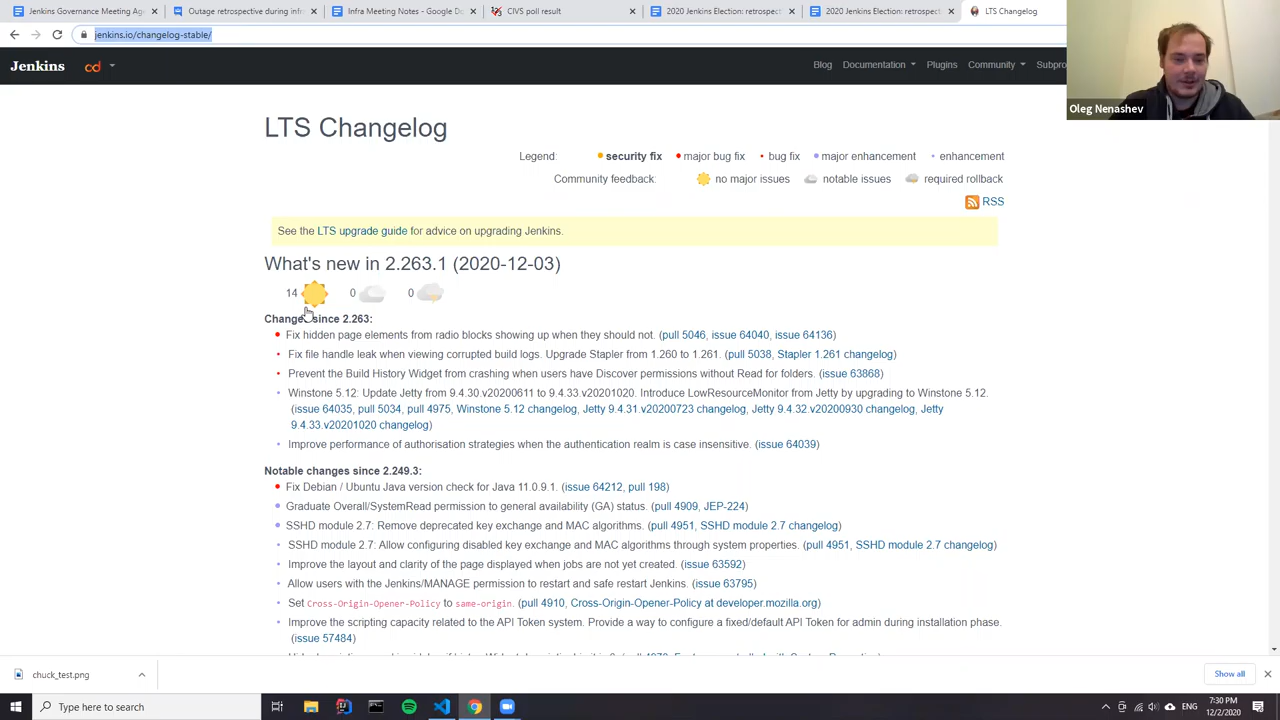 Jenkins Governance Meeting Ag
Outage retrospective during inf
Infra Meeting Notes - Google Do
CIVS poll result
2020 Jenkins Election: retrospect
2020 Jenkins Election: retrospect
LTS Changelog
jenkins.io/changelog-stable/
Jenkins
cd
Blog
Documentation
Plugins
Community
Subpro
Oleg Nenashev
LTS Changelog
Legend: security fix major bug fix bug fix major enhancement enhancement
Community feedback: no major issues notable issues required rollback
RSS
See the LTS upgrade guide for advice on upgrading Jenkins.
What's new in 2.263.1 (2020-12-03)
14 0 0
Changes since 2.263:
Fix hidden page elements from radio blocks showing up when they should not. (pull 5046, issue 64040, issue 64136)
Fix file handle leak when viewing corrupted build logs. Upgrade Stapler from 1.260 to 1.261. (pull 5038, Stapler 1.261 changelog)
Prevent the Build History Widget from crashing when users have Discover permissions without Read for folders. (issue 63868)
Winstone 5.12: Update Jetty from 9.4.30.v20200611 to 9.4.33.v20201020. Introduce LowResourceMonitor from Jetty by upgrading to Winstone 5.12.
(issue 64035, pull 5034, pull 4975, Winstone 5.12 changelog, Jetty 9.4.31.v20200723 changelog, Jetty 9.4.32.v20200930 changelog, Jetty
9.4.33.v20201020 changelog)
Improve performance of authorisation strategies when the authentication realm is case insensitive. (issue 64039)
Notable changes since 2.249.3:
Fix Debian / Ubuntu Java version check for Java 11.0.9.1. (issue 64212, pull 198)
Graduate Overall/SystemRead permission to general availability (GA) status. (pull 4909, JEP-224)
SSHD module 2.7: Remove deprecated key exchange and MAC algorithms. (pull 4951, SSHD module 2.7 changelog)
SSHD module 2.7: Allow configuring disabled key exchange and MAC algorithms through system properties. (pull 4951, SSHD module 2.7 changelog)
Improve the layout and clarity of the page displayed when jobs are not yet created. (issue 63592)
Allow users with the Jenkins/MANAGE permission to restart and safe restart Jenkins. (issue 63795)
Set Cross-Origin-Opener-Policy to same-origin. (pull 4910, Cross-Origin-Opener-Policy at developer.mozilla.org)
Improve the scripting capacity related to the API Token system. Provide a way to configure a fixed/default API Token for admin during installation phase.
(issue 57484)
chuck_test.png
Show all
Type here to search
ENG
7:30 PM
12/2/2020